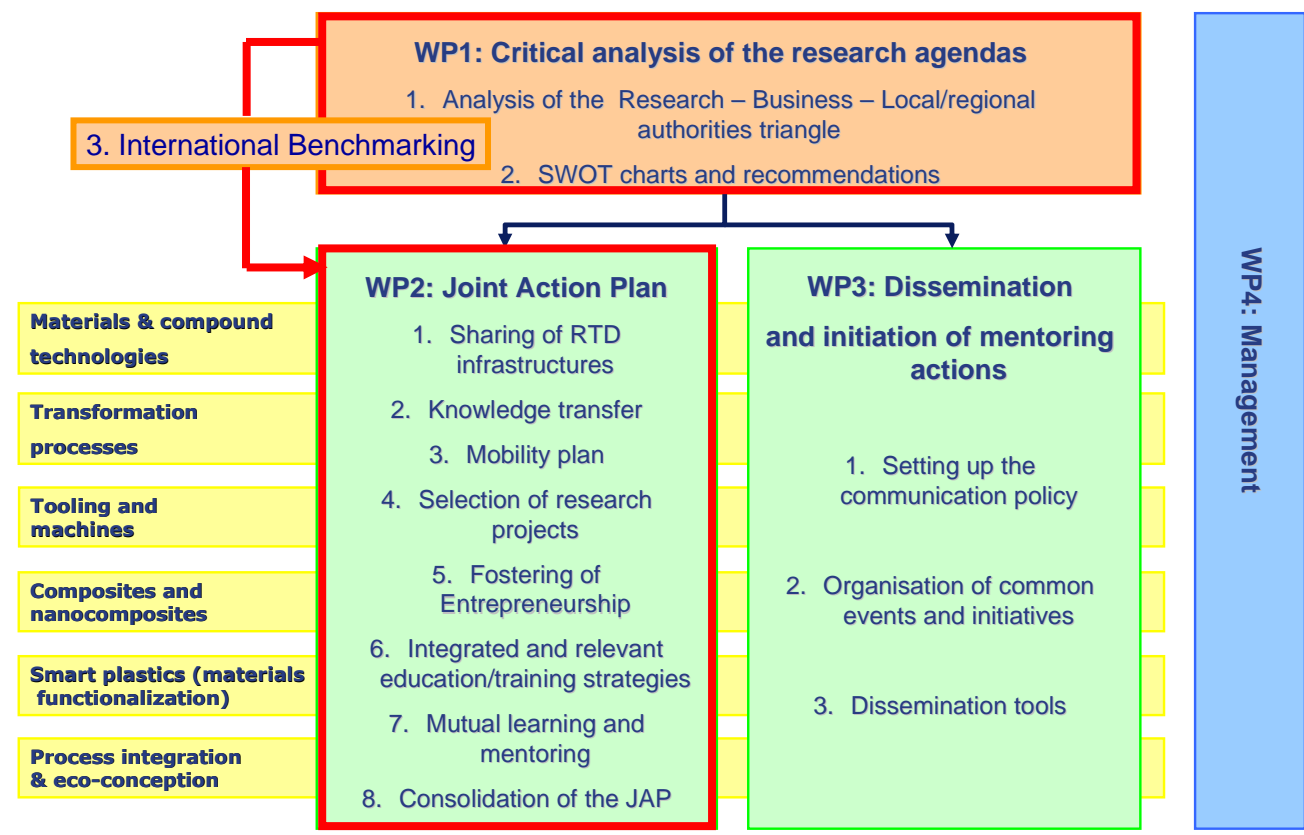 WP1: Critical analysis of the research agendas
1. Analysis of the Research – Business – Local/regional
authorities triangle
3. International Benchmarking
2. SWOT charts and recommendations
WP2: Joint Action Plan
1. Sharing of RTD
infrastructures
2. Knowledge transfer
3. Mobility plan
4. Selection of research
projects
5. Fostering of
Entrepreneurship
6. Integrated and relevant
education/training strategies
7. Mutual learning and
mentoring
8. Consolidation of the JAP
WP3: Dissemination
and initiation of mentoring
actions
1. Setting up the
communication policy
2. Organisation of common
events and initiatives
3. Dissemination tools
WP4: Management
Materials & compound
technologies
Transformation
processes
Tooling and
machines
Composites and
nanocomposites
Smart plastics (materials
functionalization)
Process integration
& eco-conception